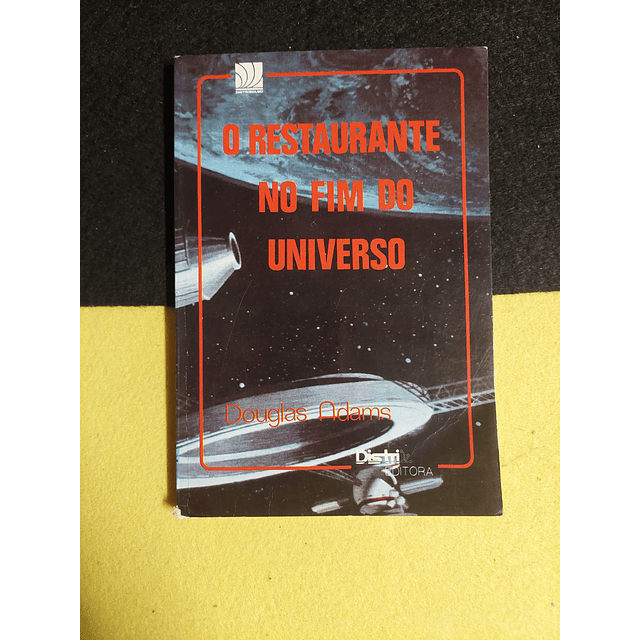 O RESTAURANTE
NO FIM DO
UNIVERSO
Douglas Adams
Distri
EDITORA